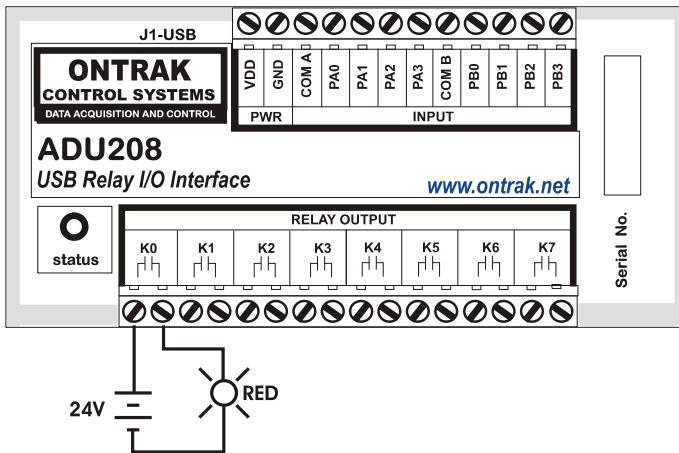 J1-USB
ONTRAK
CONTROL SYSTEMS
DATA ACQUISITION AND CONTROL
VDD
GND
COM A
PA0
PA1
PA2
PA3
COM B
PB0
PB1
PB2
PB3
PWR
INPUT
ADU208
USB Relay I/O Interface
www.ontrak.net
Serial No.
status
RELAY OUTPUT
K0 K1 K2 K3 K4 K5 K6 K7
24V
RED